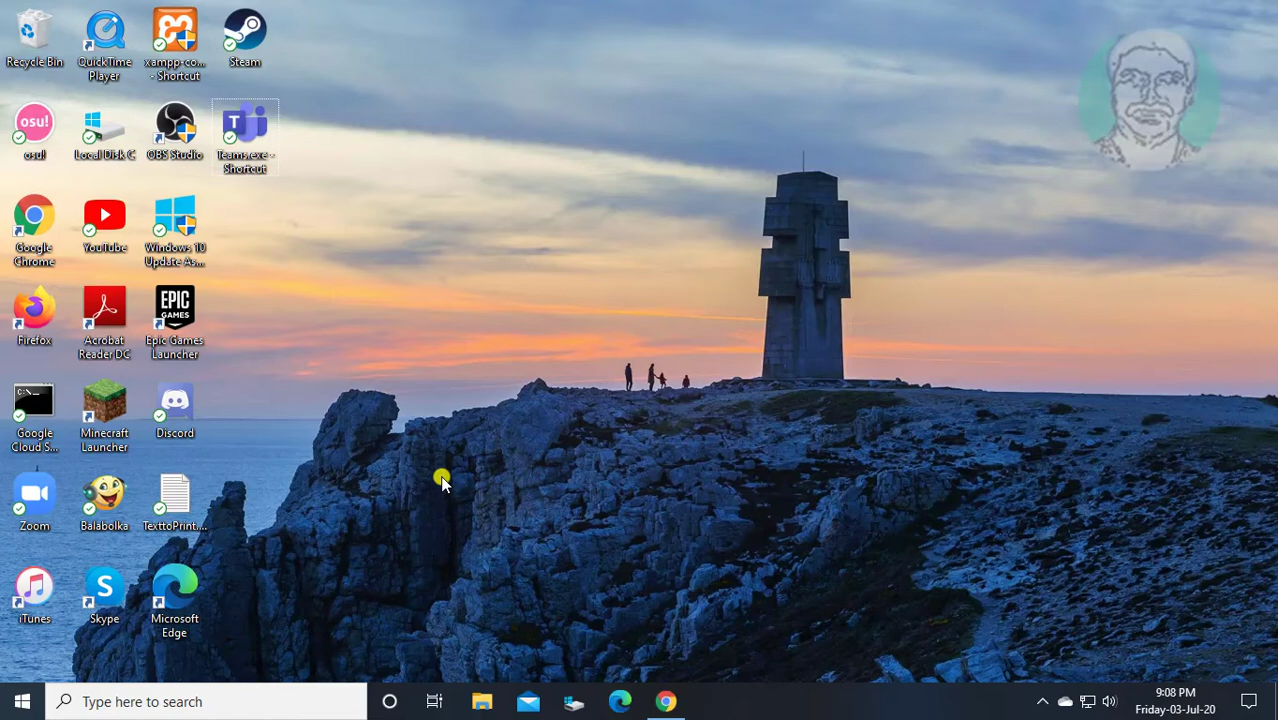 Recycle Bin
QuickTime
Player
xampp-co...
- Shortcut
Steam
osu!
osu!
Local Disk C
OBS Studio
T
Teams.exe -
Shortcut
Google
Chrome
YouTube
Windows 10
Update As...
Firefox
Acrobat
Reader DC
EPIC
GAMES
Epic Games
Launcher
C:\_
Google
Cloud S...
Minecraft
Launcher
Discord
Zoom
Balabolka
TexttoPrint....
iTunes
S
Skype
Microsoft
Edge
Type here to search
9:08 PM
Friday-03-Jul-20